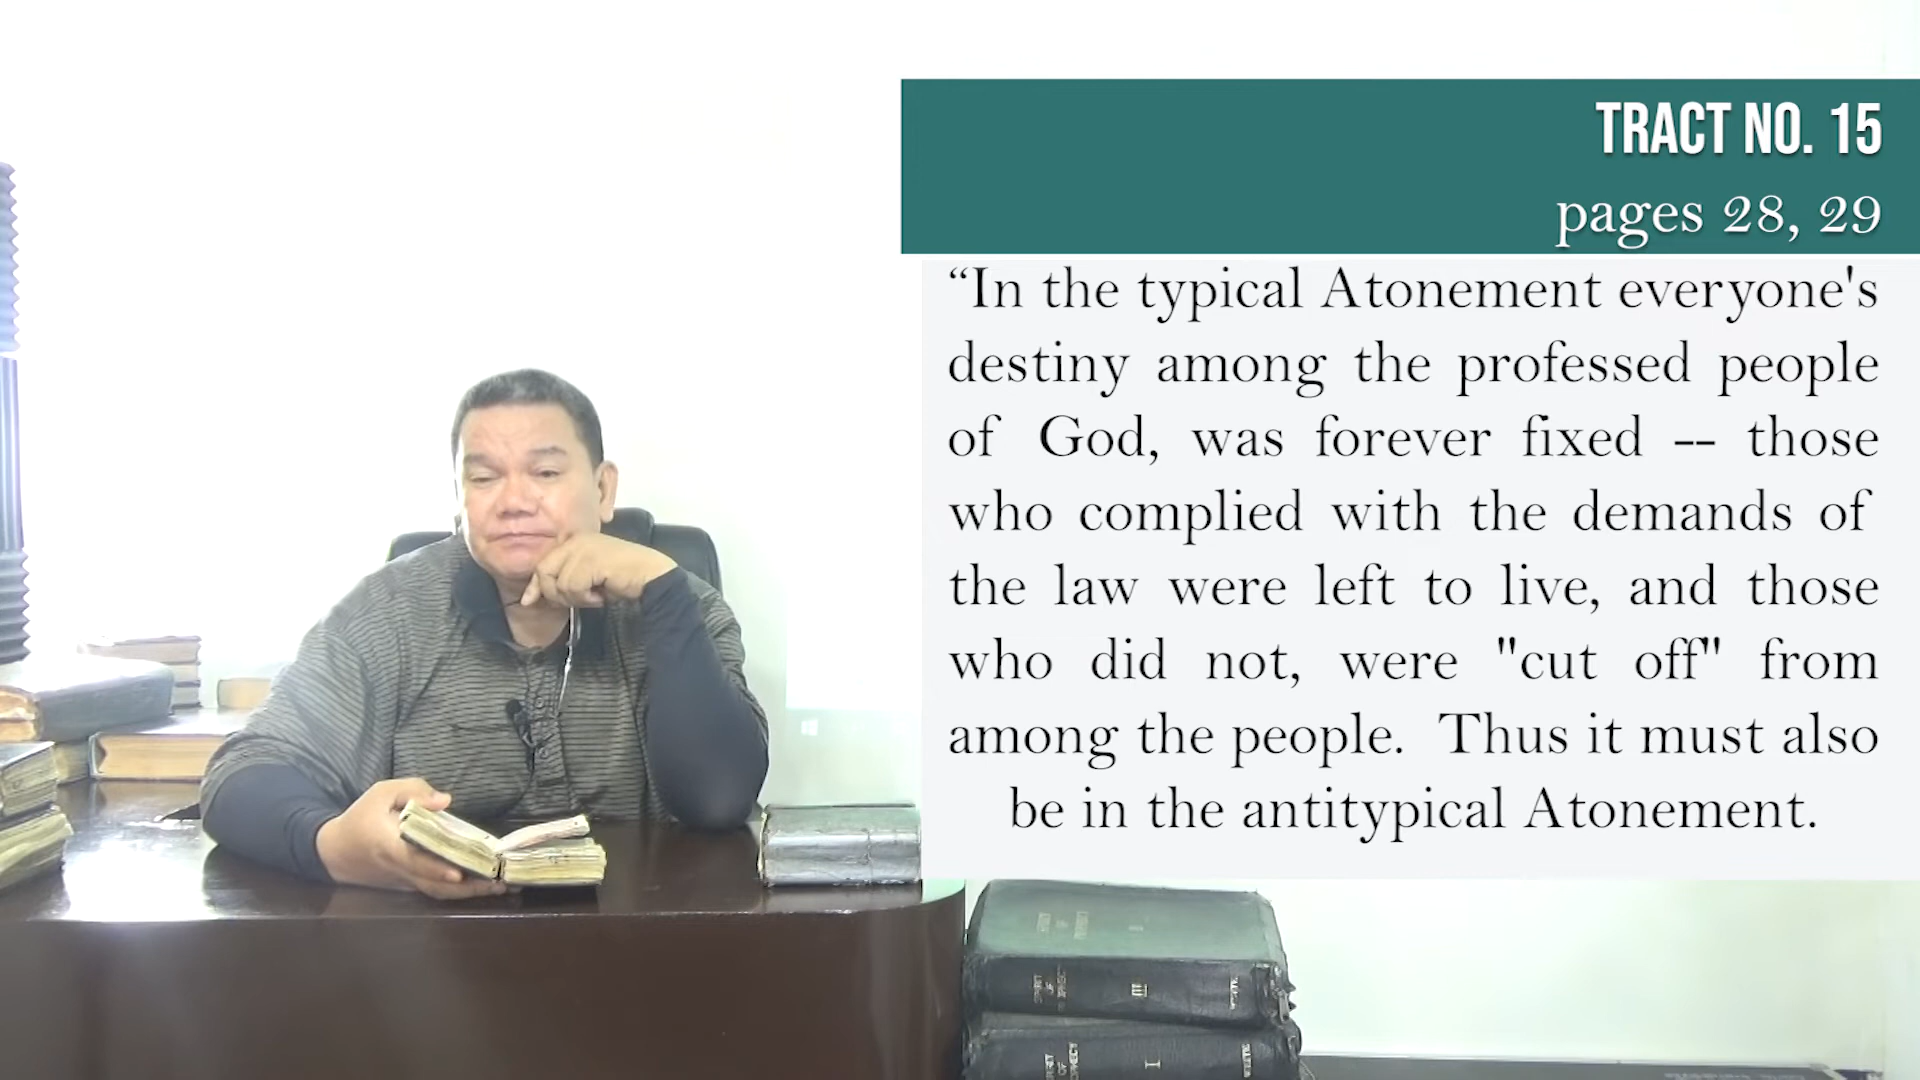 TRACT NO. 15
pages 28, 29
“In the typical Atonement everyone's
destiny among the professed people
of God, was forever fixed -- those
who complied with the demands of
the law were left to live, and those
who did not, were "cut off" from
among the people. Thus it must also
be in the antitypical Atonement.
III
I